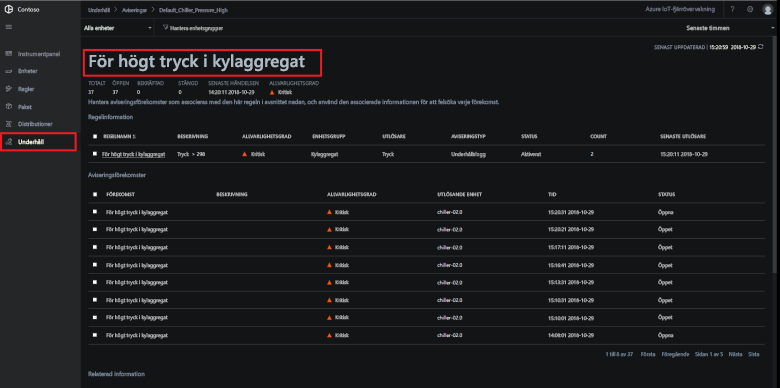 Contoso
Underhåll > Aviseringar > Default_Chiller_Pressure_High
Azure IoT-fjärrövervakning
?
Alla enheter
Hantera enhetsgrupper
Senaste timmen
SENAST UPPDATERAD | 15:20:59 2018-10-29
Instrumentpanel
Enheter
Regler
Paket
Distributioner
Underhåll
För högt tryck i kylaggregat
TOTALT ÖPPEN BEKRÄFTAD STÄNGD SENASTE HÄNDELSEN ALLVARLIGHETSGRAD
37 37 0 0 14:20:11 2018-10-29 Kritisk
Hantera aviseringsförekomster som associeras med den här regeln i avsnittet nedan, och använd den associerade informationen för att felsöka varje förekomst.
Regelinformation
REGELNAMN BESKRIVNING ALLVARLIGHETSGRAD ENHETSGRUPP UTLÖSARE AVISERINGSTYP STATUS COUNT SENASTE UTLÖSARE
För högt tryck i kylaggregat Tryck > 298 Kritisk Kylaggregat Tryck Underhållslogg Aktiverat 2 15:20:11 2018-10-29
Aviseringsförekomster
FÖREKOMST BESKRIVNING ALLVARLIGHETSGRAD UTLÖSANDE ENHET TID STATUS
För högt tryck i kylaggregat Kritisk chiller-02.0 15:20:31 2018-10-29 Öppna
För högt tryck i kylaggregat Kritisk chiller-02.0 15:20:21 2018-10-29 Öppet
För högt tryck i kylaggregat Kritisk chiller-02.0 15:17:11 2018-10-29 Öppet
För högt tryck i kylaggregat Kritisk chiller-02.0 15:16:41 2018-10-29 Öppet
För högt tryck i kylaggregat Kritisk chiller-02.0 15:13:31 2018-10-29 Öppet
För högt tryck i kylaggregat Kritisk chiller-02.0 15:10:31 2018-10-29 Öppet
För högt tryck i kylaggregat Kritisk chiller-02.0 15:10:01 2018-10-29 Öppet
För högt tryck i kylaggregat Kritisk chiller-02.0 14:09:01 2018-10-29 Öppna
1 till 8 av 37 Första Föregående Sidan 1 av 5 Nästa Sista
Relaterad information